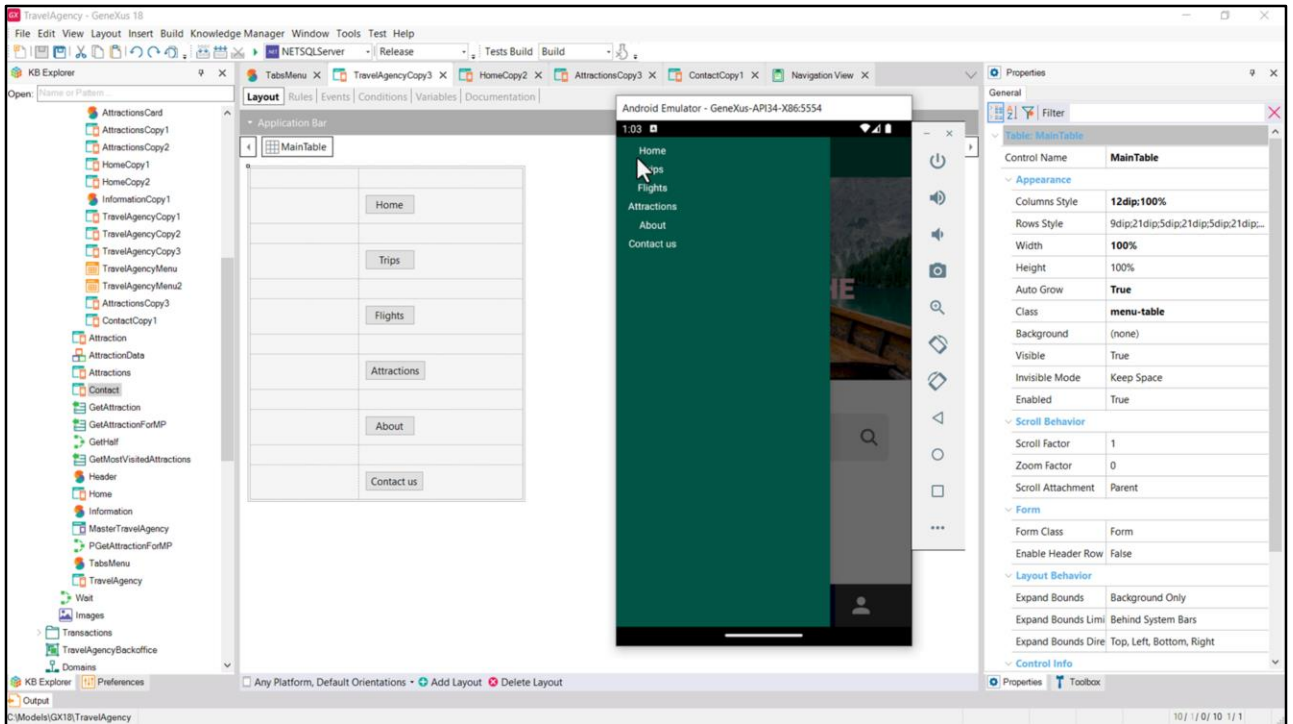 TravelAgency - GeneXus 18
File Edit View Layout Insert Build Knowledge Manager Window Tools Test Help
NETSQLServer Release Tests Build Build
KB Explorer
Open: Name or Pattern...
AttractionsCard
AttractionsCopy1
AttractionsCopy2
HomeCopy1
HomeCopy2
InformationCopy1
TravelAgencyCopy1
TravelAgencyCopy2
TravelAgencyCopy3
TravelAgencyMenu
TravelAgencyMenu2
AttractionsCopy3
ContactCopy1
Attraction
AttractionData
Attractions
Contact
GetAttraction
GetAttractionForMP
GetHalf
GetMostVisitedAttractions
Header
Home
Information
MasterTravelAgency
PGetAttractionForMP
TabsMenu
TravelAgency
Wait
Images
Transactions
TravelAgencyBackoffice
Domains
KB Explorer Preferences
Output
C:\Models\GX18\TravelAgency
TabsMenu X TravelAgencyCopy3 X HomeCopy2 X AttractionsCopy3 X ContactCopy1 X Navigation View X
Layout Rules Events Conditions Variables Documentation
Application Bar
MainTable
Home
Trips
Flights
Attractions
About
Contact us
Any Platform, Default Orientations Add Layout Delete Layout
Android Emulator - GeneXus-API34-X86:5554
1:03
Home
Flights
Attractions
About
Contact us
HE
Properties
General
Filter
Table: MainTable
Control Name MainTable
Appearance
Columns Style 12dip;100%
Rows Style 9dip;21dip;5dip;21dip;5dip;21dip;...
Width 100%
Height 100%
Auto Grow True
Class menu-table
Background (none)
Visible True
Invisible Mode Keep Space
Enabled True
Scroll Behavior
Scroll Factor 1
Zoom Factor 0
Scroll Attachment Parent
Form
Form Class Form
Enable Header Row False
Layout Behavior
Expand Bounds Background Only
Expand Bounds Limi Behind System Bars
Expand Bounds Dire Top, Left, Bottom, Right
Control Info
Properties Toolbox
10/ 1/ 0/ 10 1/ 1